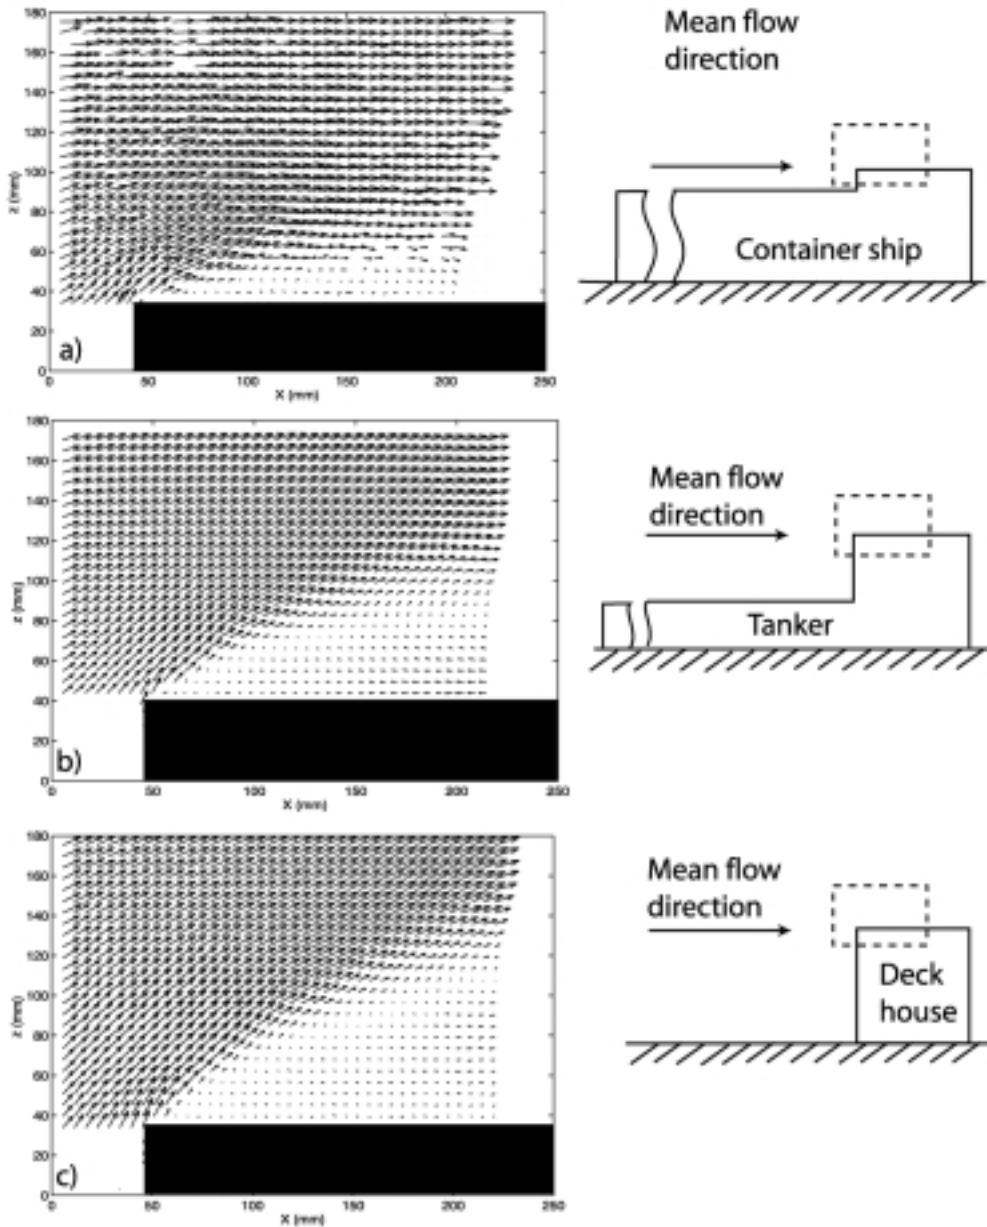 180
160
140
120
100
80
60
40
20
0
z (mm)
a)
0 50 100 150 200 250
X (mm)
Mean flow
direction
Container ship
180
160
140
120
100
80
60
40
20
0
z (mm)
b)
0 50 100 150 200 250
X (mm)
Mean flow
direction
Tanker
180
160
140
120
100
80
60
40
20
0
z (mm)
c)
0 50 100 150 200 250
X (mm)
Mean flow
direction
Deck
house